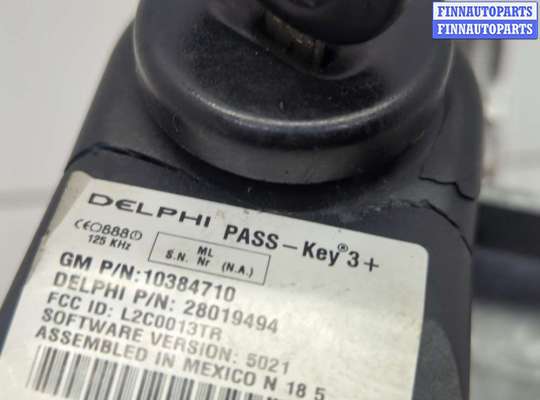 FINNAUTOPARTS
FINNAUTOPARTS
DELPHI PASS-Key®3+
CE0888
125 KHz
ML
S.N. Nr (N.A.)
GM P/N:10384710
DELPHI P/N: 28019494
FCC ID: L2C0013TR
SOFTWARE VERSION: 5021
ASSEMBLED IN MEXICO N 18 5